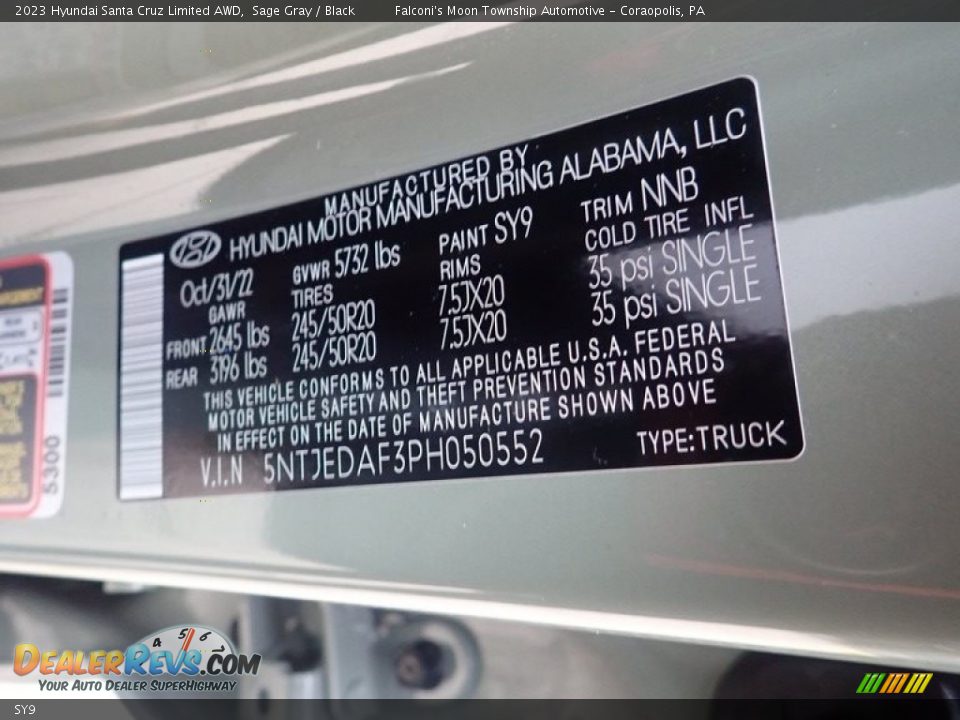 2023 Hyundai Santa Cruz Limited AWD, Sage Gray / Black Falconi's Moon Township Automotive - Coraopolis, PA
MANUFACTURED BY
HYUNDAI MOTOR MANUFACTURING ALABAMA, LLC
Oct/31/22 GVWR 5732 lbs PAINT SY9 TRIM NNB
GAWR TIRES RIMS COLD TIRE INFL
FRONT 2645 lbs 245/50R20 7.5JX20 35 psi SINGLE
REAR 3196 lbs 245/50R20 7.5JX20 35 psi SINGLE
THIS VEHICLE CONFORMS TO ALL APPLICABLE U.S.A. FEDERAL
MOTOR VEHICLE SAFETY AND THEFT PREVENTION STANDARDS
IN EFFECT ON THE DATE OF MANUFACTURE SHOWN ABOVE
V.I.N 5NTJEDAF3PH050552 TYPE:TRUCK
5300
4 5 6
DEALERREVS.COM
YOUR AUTO DEALER SUPERHIGHWAY
SY9